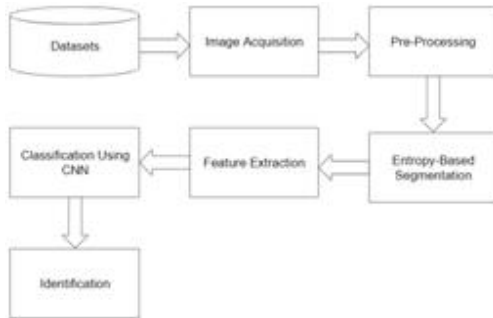 Datasets
Image Acquisition
Pre-Processing
Entropy-Based
Segmentation
Feature Extraction
Classification Using
CNN
Identification